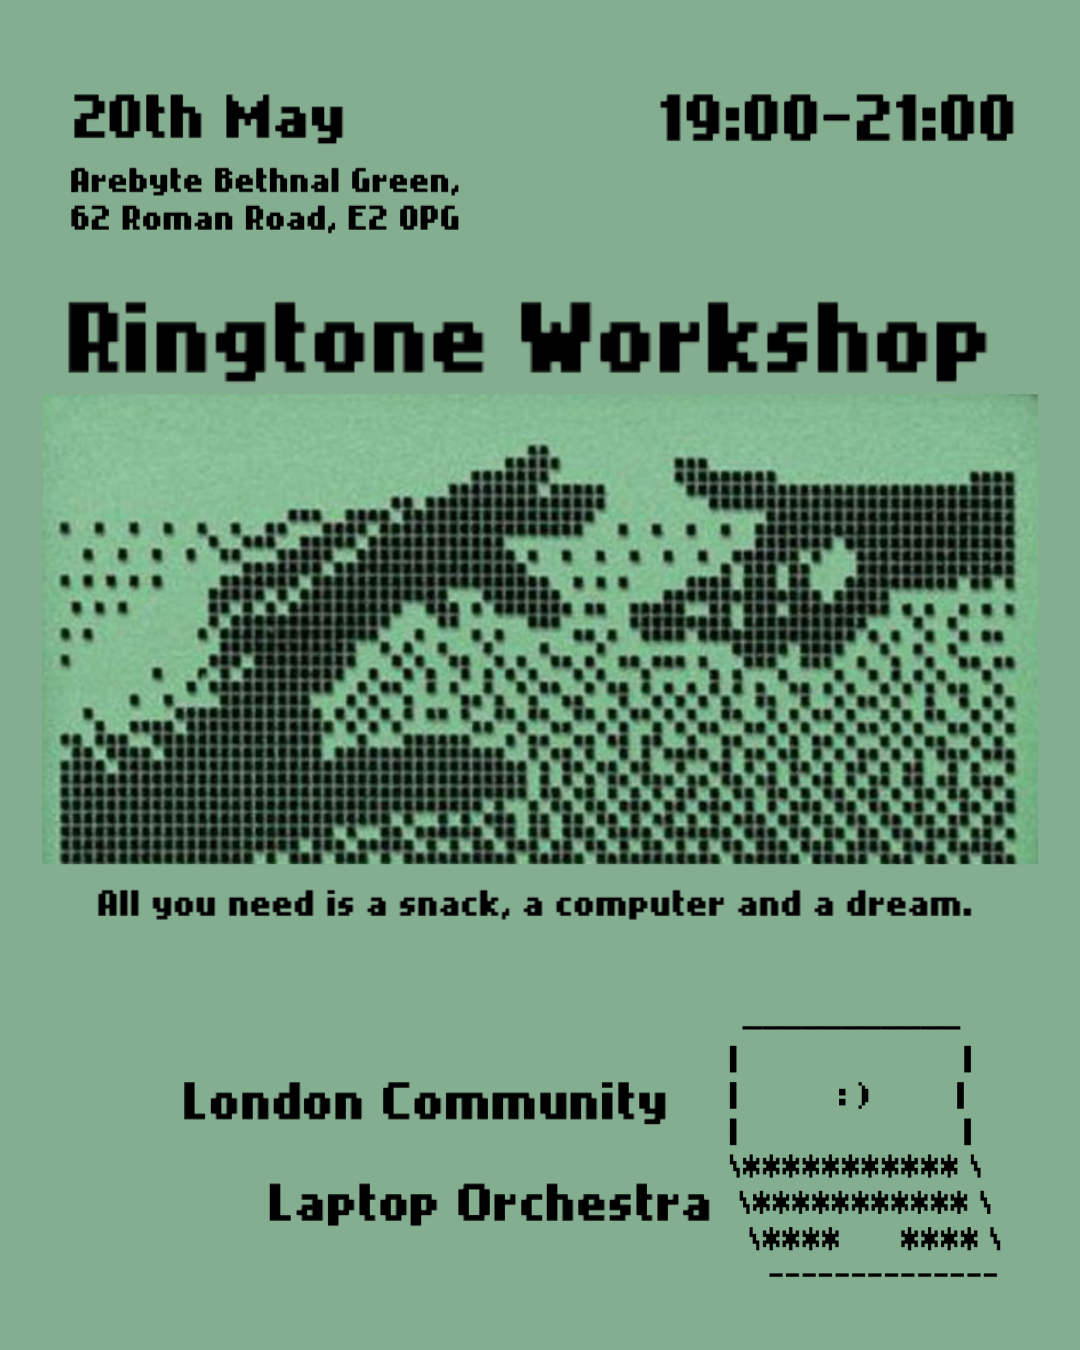 20th May
19:00-21:00
Arebyte Bethnal Green,
62 Roman Road, E2 0PG
Ringtone Workshop
All you need is a snack, a computer and a dream.
London Community
Laptop Orchestra
:)